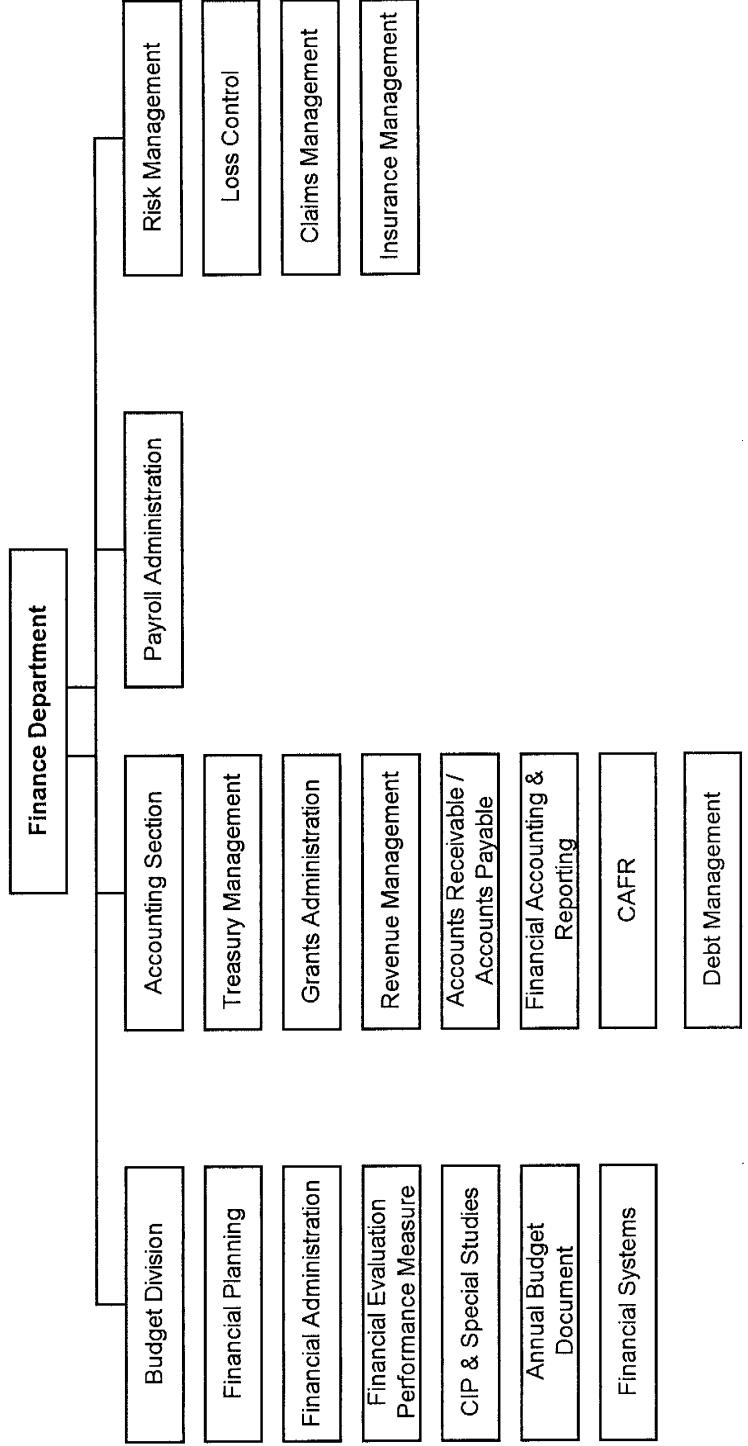 Finance Department
Budget Division
Financial Planning
Financial Administration
Financial Evaluation
Performance Measure
CIP & Special Studies
Annual Budget
Document
Financial Systems
Accounting Section
Treasury Management
Grants Administration
Revenue Management
Accounts Receivable /
Accounts Payable
Financial Accounting &
Reporting
CAFR
Debt Management
Payroll Administration
Risk Management
Loss Control
Claims Management
Insurance Management